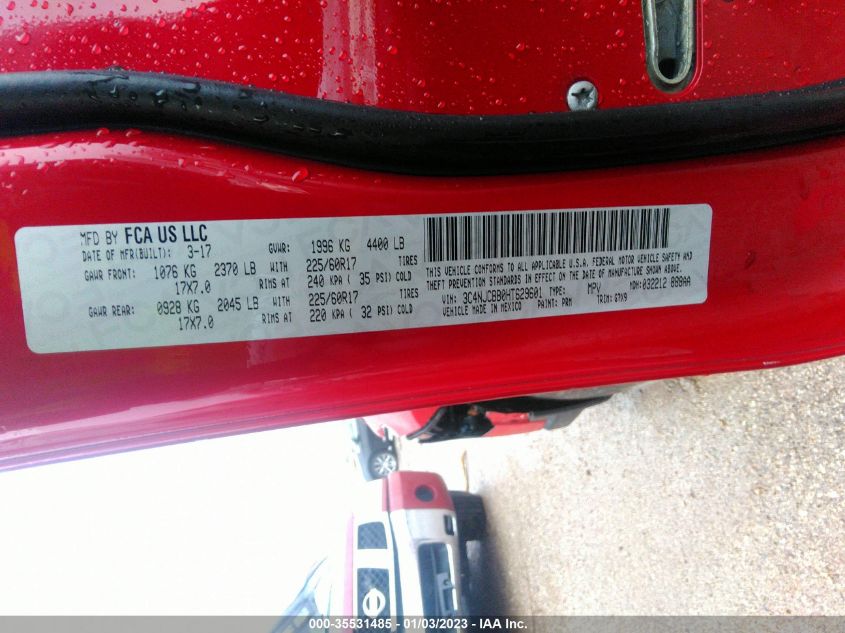 MFD BY FCA US LLC
DATE OF MFR(BUILT): 3-17
GVWR: 1996 KG 4400 LB
GAWR FRONT: 1076 KG 2370 LB WITH 225/60R17 TIRES
17X7.0 RIMS AT 240 KPA ( 35 PSI) COLD
GAWR REAR: 0928 KG 2045 LB WITH 225/60R17 TIRES
17X7.0 RIMS AT 220 KPA ( 32 PSI) COLD
THIS VEHICLE CONFORMS TO ALL APPLICABLE U.S.A. FEDERAL MOTOR VEHICLE SAFETY AND
THEFT PREVENTION STANDARDS IN EFFECT ON THE DATE OF MANUFACTURE SHOWN ABOVE.
VIN: 3C4NJCBB0HT629601 TYPE: MPV MDH: 032212 888AA
VEHICLE MADE IN MEXICO PAINT: PRM TRIM:
000-35531485 - 01/03/2023 - IAA Inc.